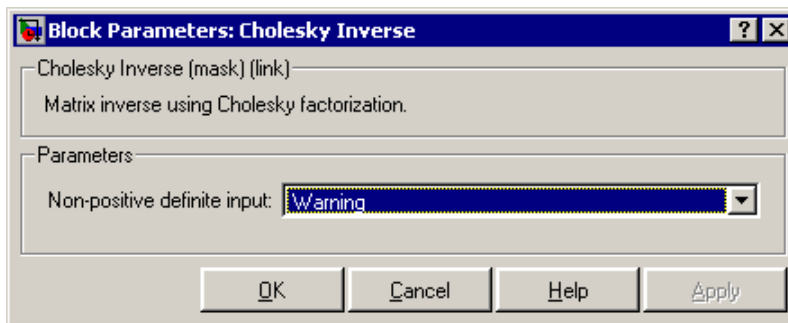 Block Parameters: Cholesky Inverse
Cholesky Inverse (mask) (link)
Matrix inverse using Cholesky factorization.
Parameters
Non-positive definite input: Warning
OK Cancel Help Apply